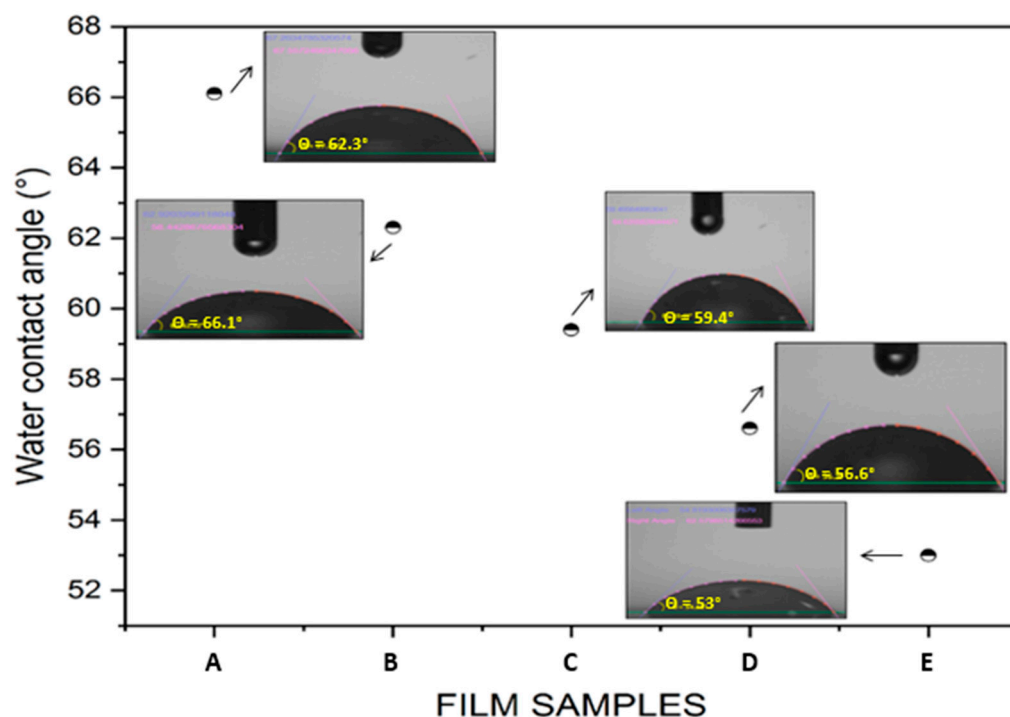 68
66
64
62
60
58
56
54
52
Water contact angle (°)
Θ = 62.3°
Θ = 66.1°
Θ = 59.4°
Θ = 56.6°
Θ = 53°
A B C D E
FILM SAMPLES